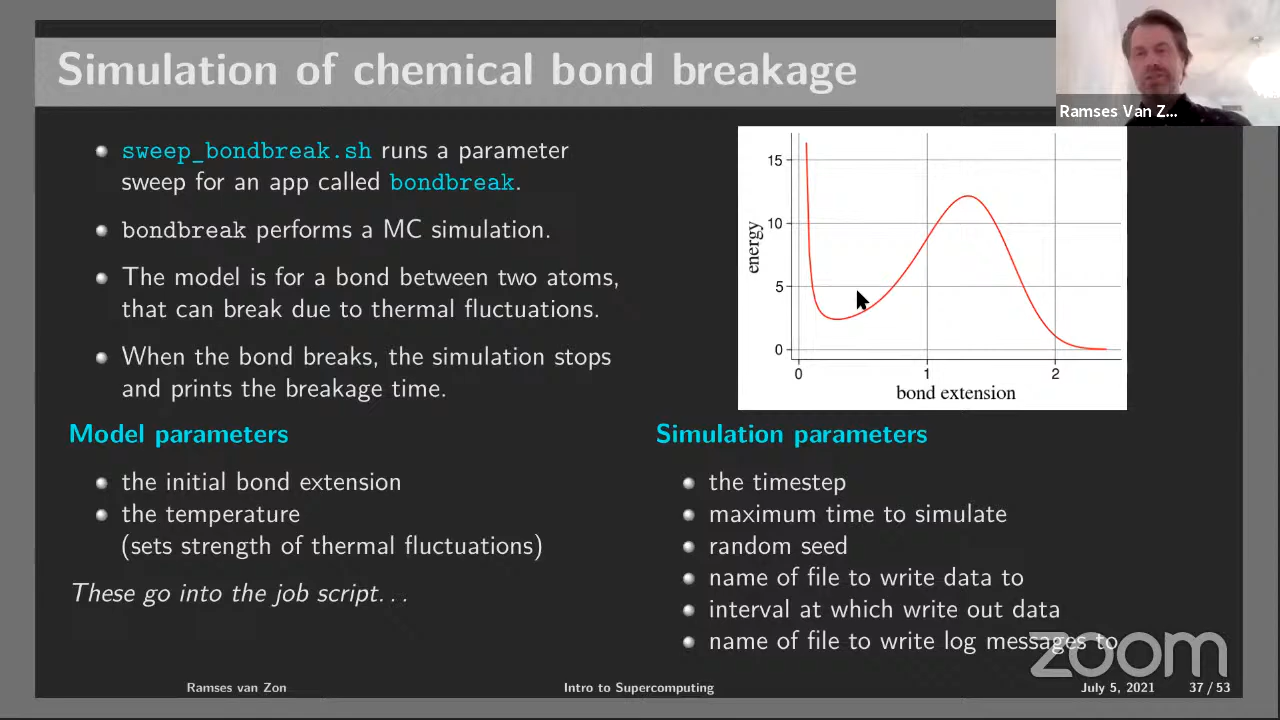 Simulation of chemical bond breakage
Ramses Van Z...
sweep_bondbreak.sh runs a parameter
sweep for an app called bondbreak.
bondbreak performs a MC simulation.
The model is for a bond between two atoms,
that can break due to thermal fluctuations.
When the bond breaks, the simulation stops
and prints the breakage time.
15
10
5
0
energy
0 1 2
bond extension
Model parameters
the initial bond extension
the temperature
(sets strength of thermal fluctuations)
These go into the job script. . .
Simulation parameters
the timestep
maximum time to simulate
random seed
name of file to write data to
interval at which write out data
name of file to write log messages to
zoom
Ramses van Zon Intro to Supercomputing July 5, 2021 37 / 53